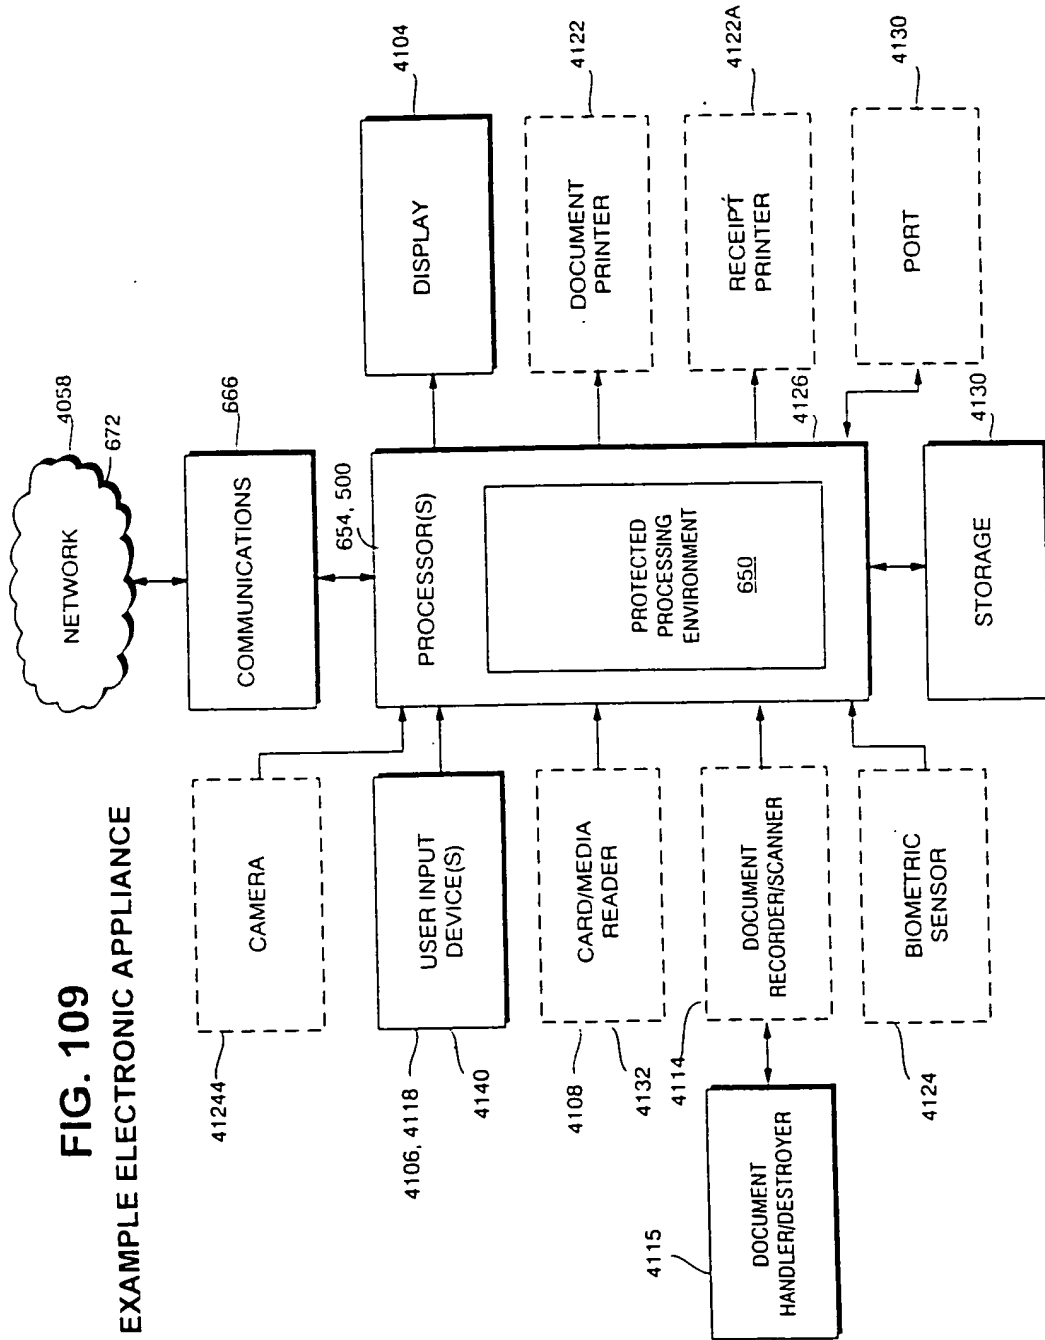 FIG. 109
EXAMPLE ELECTRONIC APPLIANCE
NETWORK
4058
672
COMMUNICATIONS
666
CAMERA
41244
USER INPUT
DEVICE(S)
4106, 4118
4140
CARD/MEDIA
READER
4108
4132
DOCUMENT
RECORDER/SCANNER
4114
DOCUMENT
HANDLER/DESTROYER
4115
BIOMETRIC
SENSOR
4124
PROCESSOR(S)
654, 500
PROTECTED
PROCESSING
ENVIRONMENT
650
4126
DISPLAY
4104
DOCUMENT
PRINTER
4122
RECEIPT
PRINTER
4122A
PORT
4130
STORAGE
4130